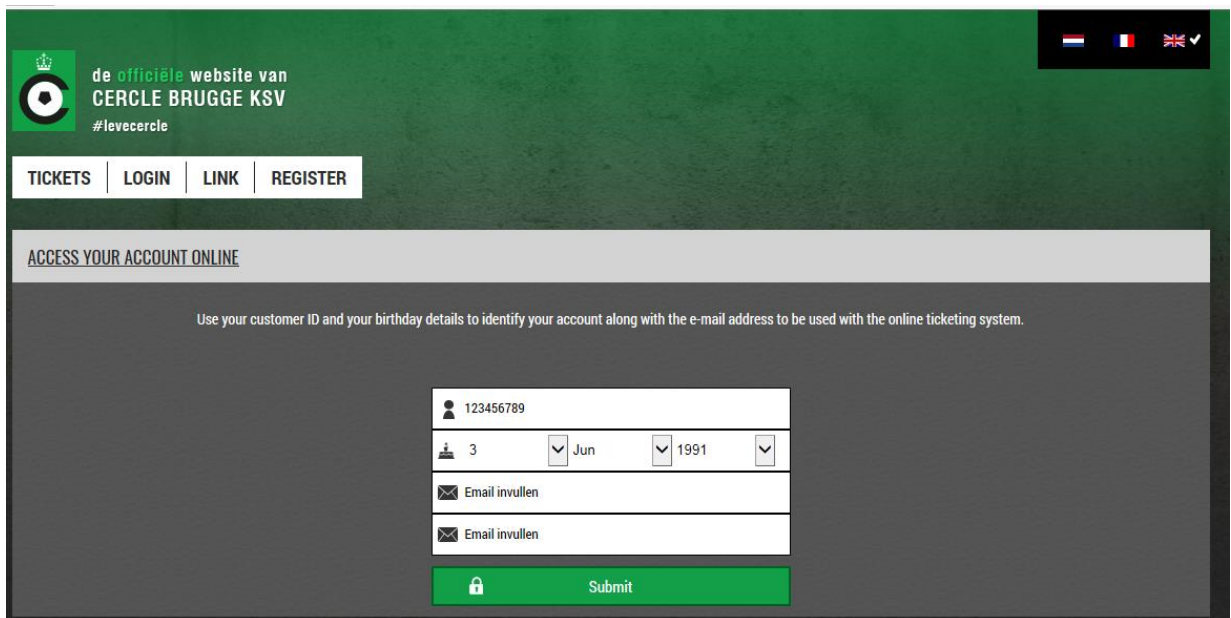 de officiële website van
CERCLE BRUGGE KSV
#levecercle
TICKETS LOGIN LINK REGISTER
ACCESS YOUR ACCOUNT ONLINE
Use your customer ID and your birthday details to identify your account along with the e-mail address to be used with the online ticketing system.
123456789
3 Jun 1991
Email invullen
Email invullen
Submit